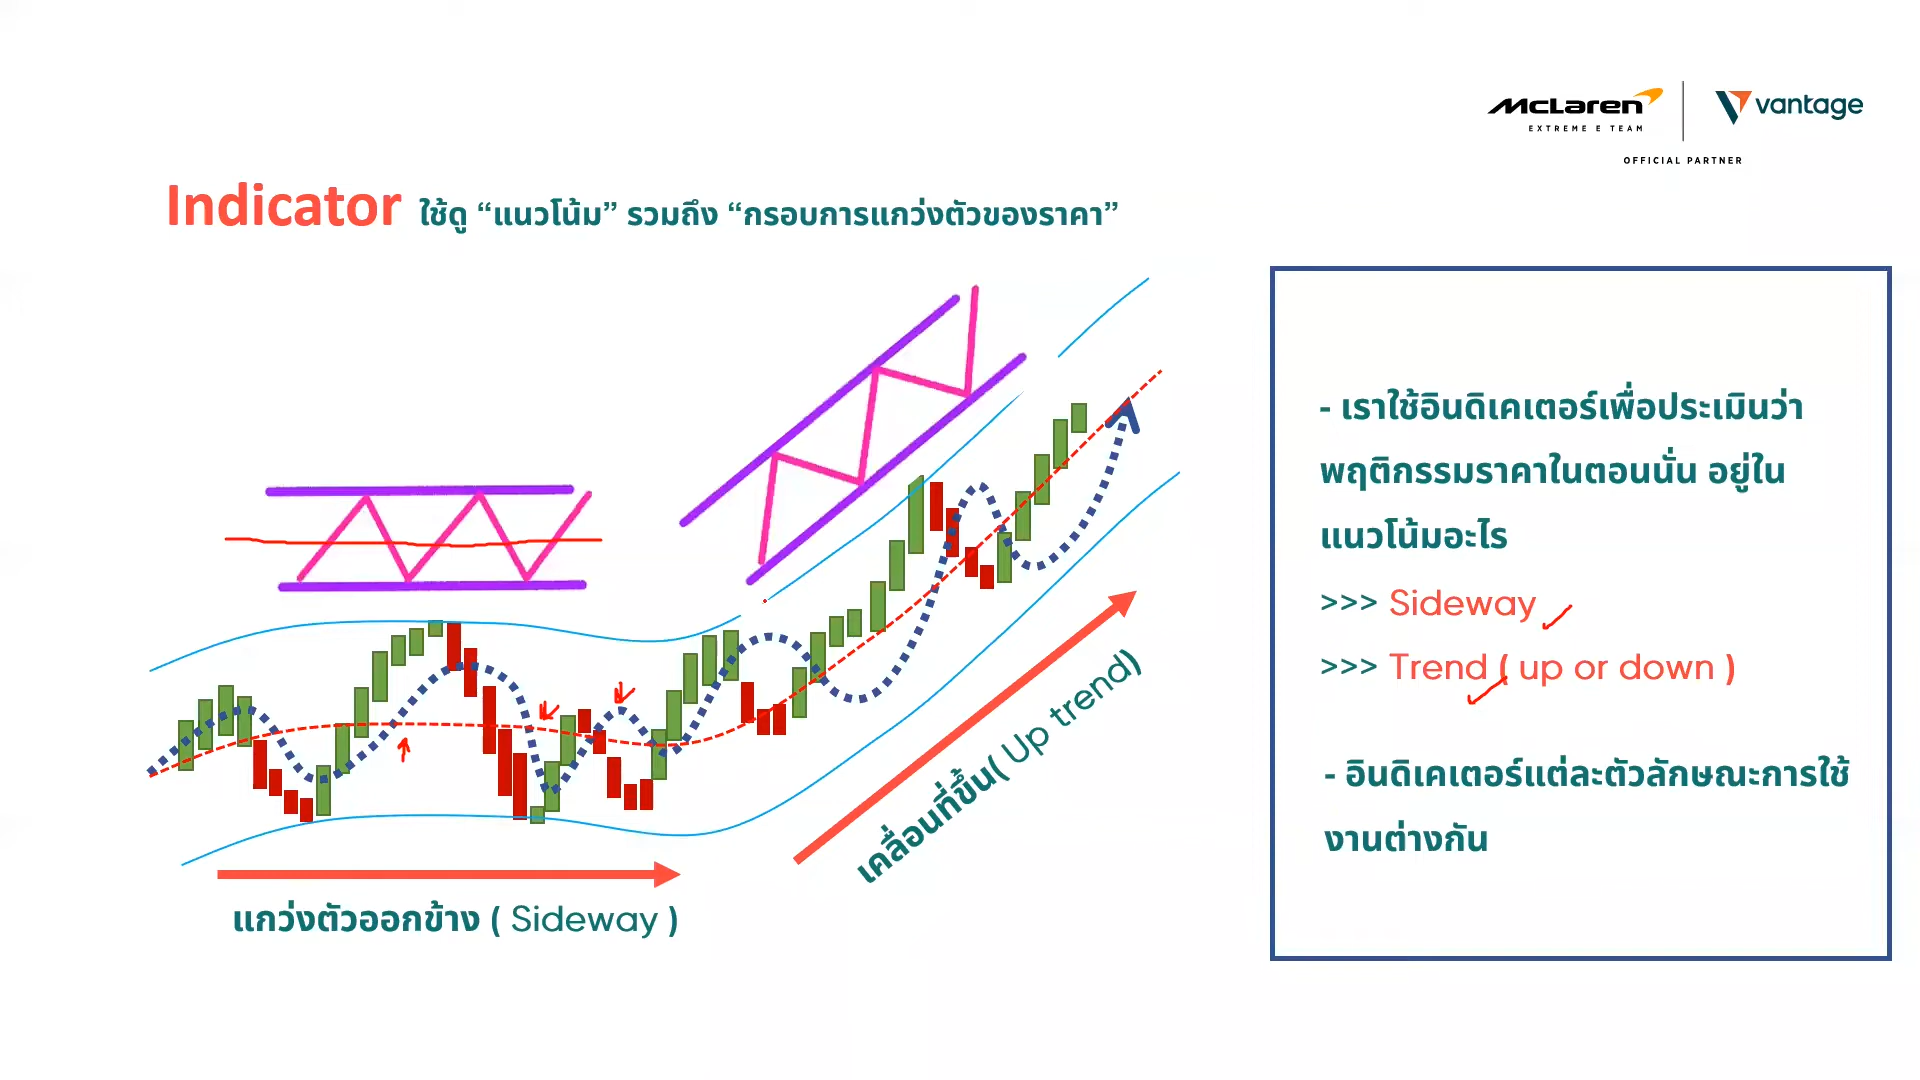 McLaren
EXTREME E TEAM
vantage
OFFICIAL PARTNER
Indicator ใช้ดู “แนวโน้ม” รวมถึง “กรอบการแกว่งตัวของราคา”
แกว่งตัวออกข้าง ( Sideway )
เคลื่อนที่ขึ้น( Up trend)
- เราใช้อินดิเคเตอร์เพื่อประเมินว่า
พฤติกรรมราคาในตอนนั่น อยู่ใน
แนวโน้มอะไร
>>> Sideway
>>> Trend ( up or down )
- อินดิเคเตอร์แต่ละตัวลักษณะการใช้
งานต่างกัน